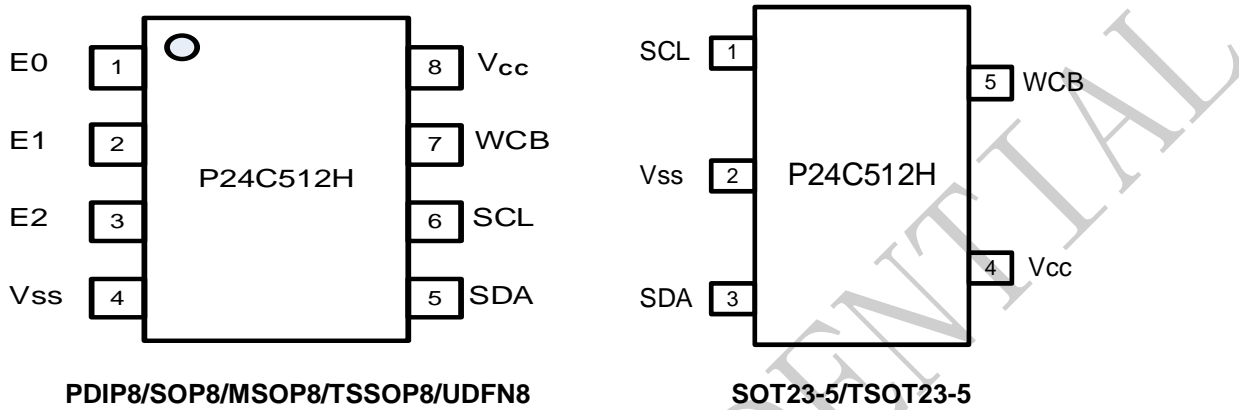 E0 1 8 Vcc
E1 2 7 WCB
P24C512H
E2 3 6 SCL
Vss 4 5 SDA
PDIP8/SOP8/MSOP8/TSSOP8/UDFN8
SCL 1
5 WCB
Vss 2 P24C512H
4 Vcc
SDA 3
SOT23-5/TSOT23-5
ENTIAL